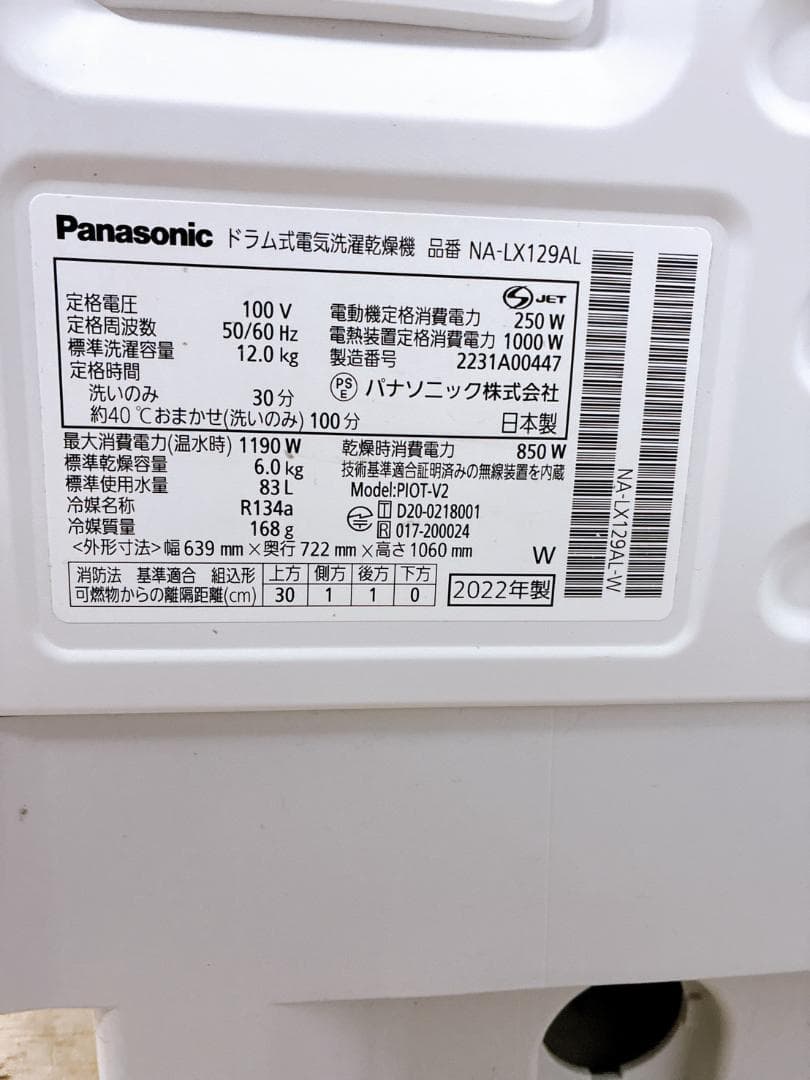 Panasonic ドラム式電気洗濯乾燥機 品番 NA-LX129AL
JET
定格電圧 100 V
定格周波数 50/60 Hz
標準洗濯容量 12.0 kg
定格時間
洗いのみ 30 分
約40℃おまかせ(洗いのみ) 100 分
電動機定格消費電力 250 W
電熱装置定格消費電力 1000 W
製造番号 2231A00447
PSE パナソニック株式会社
日本製
最大消費電力(温水時) 1190 W
標準乾燥容量 6.0 kg
標準使用水量 83 L
冷媒名称 R134a
冷媒質量 168 g
乾燥時消費電力 850 W
技術基準適合証明済みの無線装置を内蔵
Model:PIOT-V2
T D20-0218001
R 017-200024
<外形寸法> 幅 639 mm × 奥行 722 mm × 高さ 1060 mm
W
消防法 基準適合 組込形 上方 側方 後方 下方
可燃物からの離隔距離(cm) 30 1 1 0
2022年製
NA-LX129AL-W